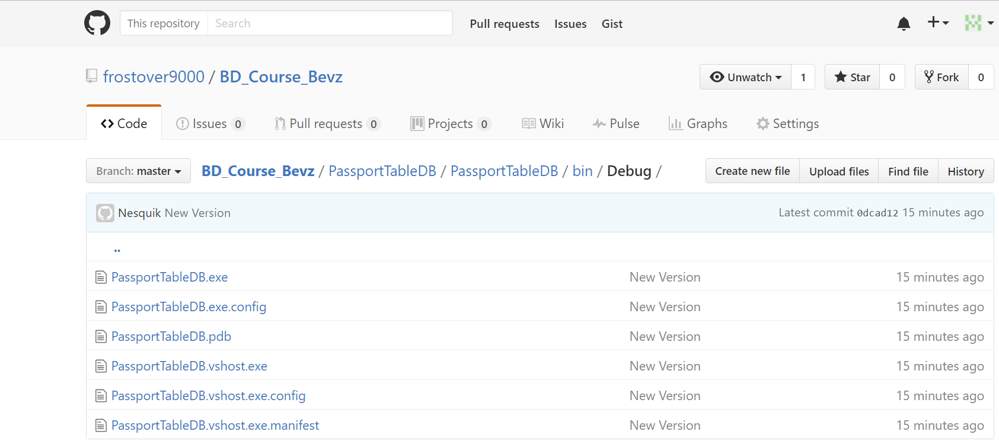 This repository Search Pull requests Issues Gist
frostover9000 / BD_Course_Bevz Unwatch 1 Star 0 Fork 0
Code Issues 0 Pull requests 0 Projects 0 Wiki Pulse Graphs Settings
Branch: master BD_Course_Bevz / PassportTableDB / PassportTableDB / bin / Debug / Create new file Upload files Find file History
Nesquik New Version Latest commit 0dcad12 15 minutes ago
..
PassportTableDB.exe New Version 15 minutes ago
PassportTableDB.exe.config New Version 15 minutes ago
PassportTableDB.pdb New Version 15 minutes ago
PassportTableDB.vshost.exe New Version 15 minutes ago
PassportTableDB.vshost.exe.config New Version 15 minutes ago
PassportTableDB.vshost.exe.manifest New Version 15 minutes ago